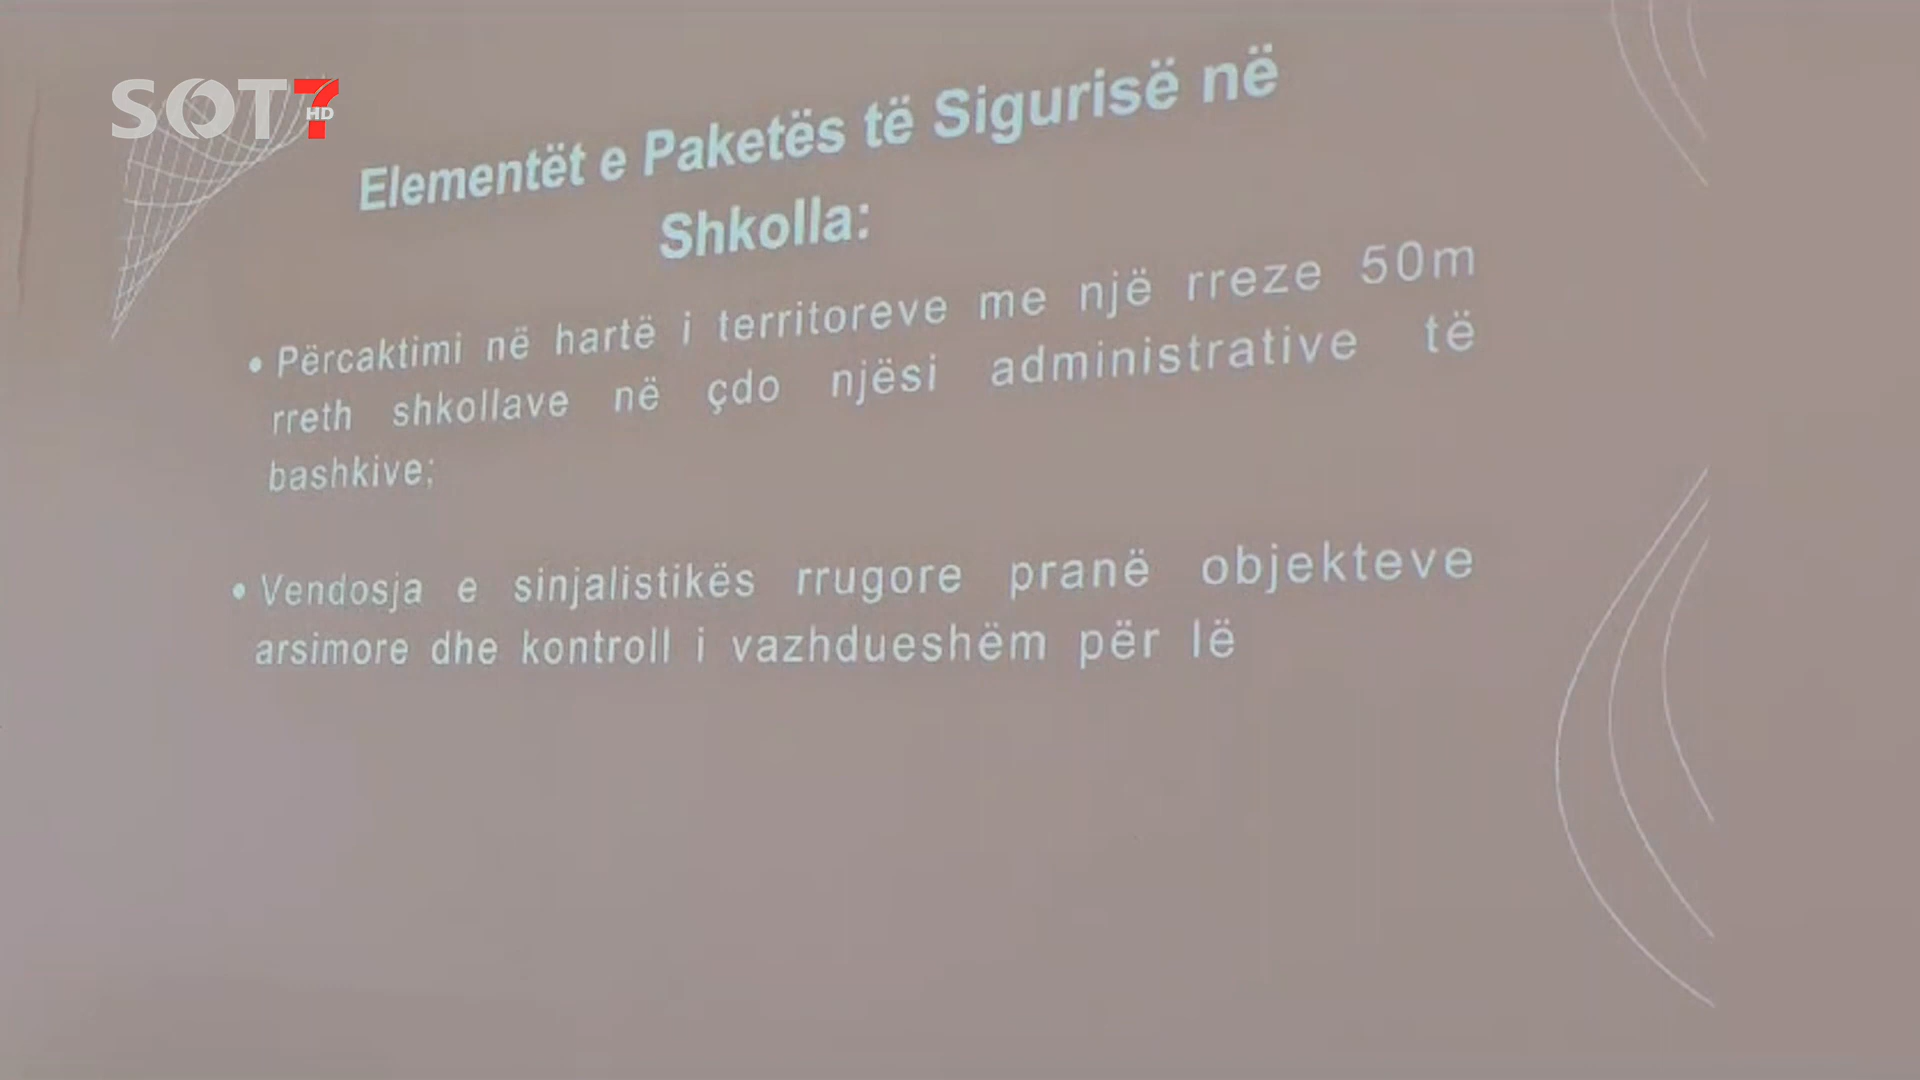 SOT7
HD
Elementët e Paketës të Sigurisë në
Shkolla:
• Përcaktimi në hartë i territoreve me një rreze 50m
rreth shkollave në çdo njësi administrative të
bashkive;
• Vendosja e sinjalistikës rrugore pranë objekteve
arsimore dhe kontroll i vazhdueshëm për lë